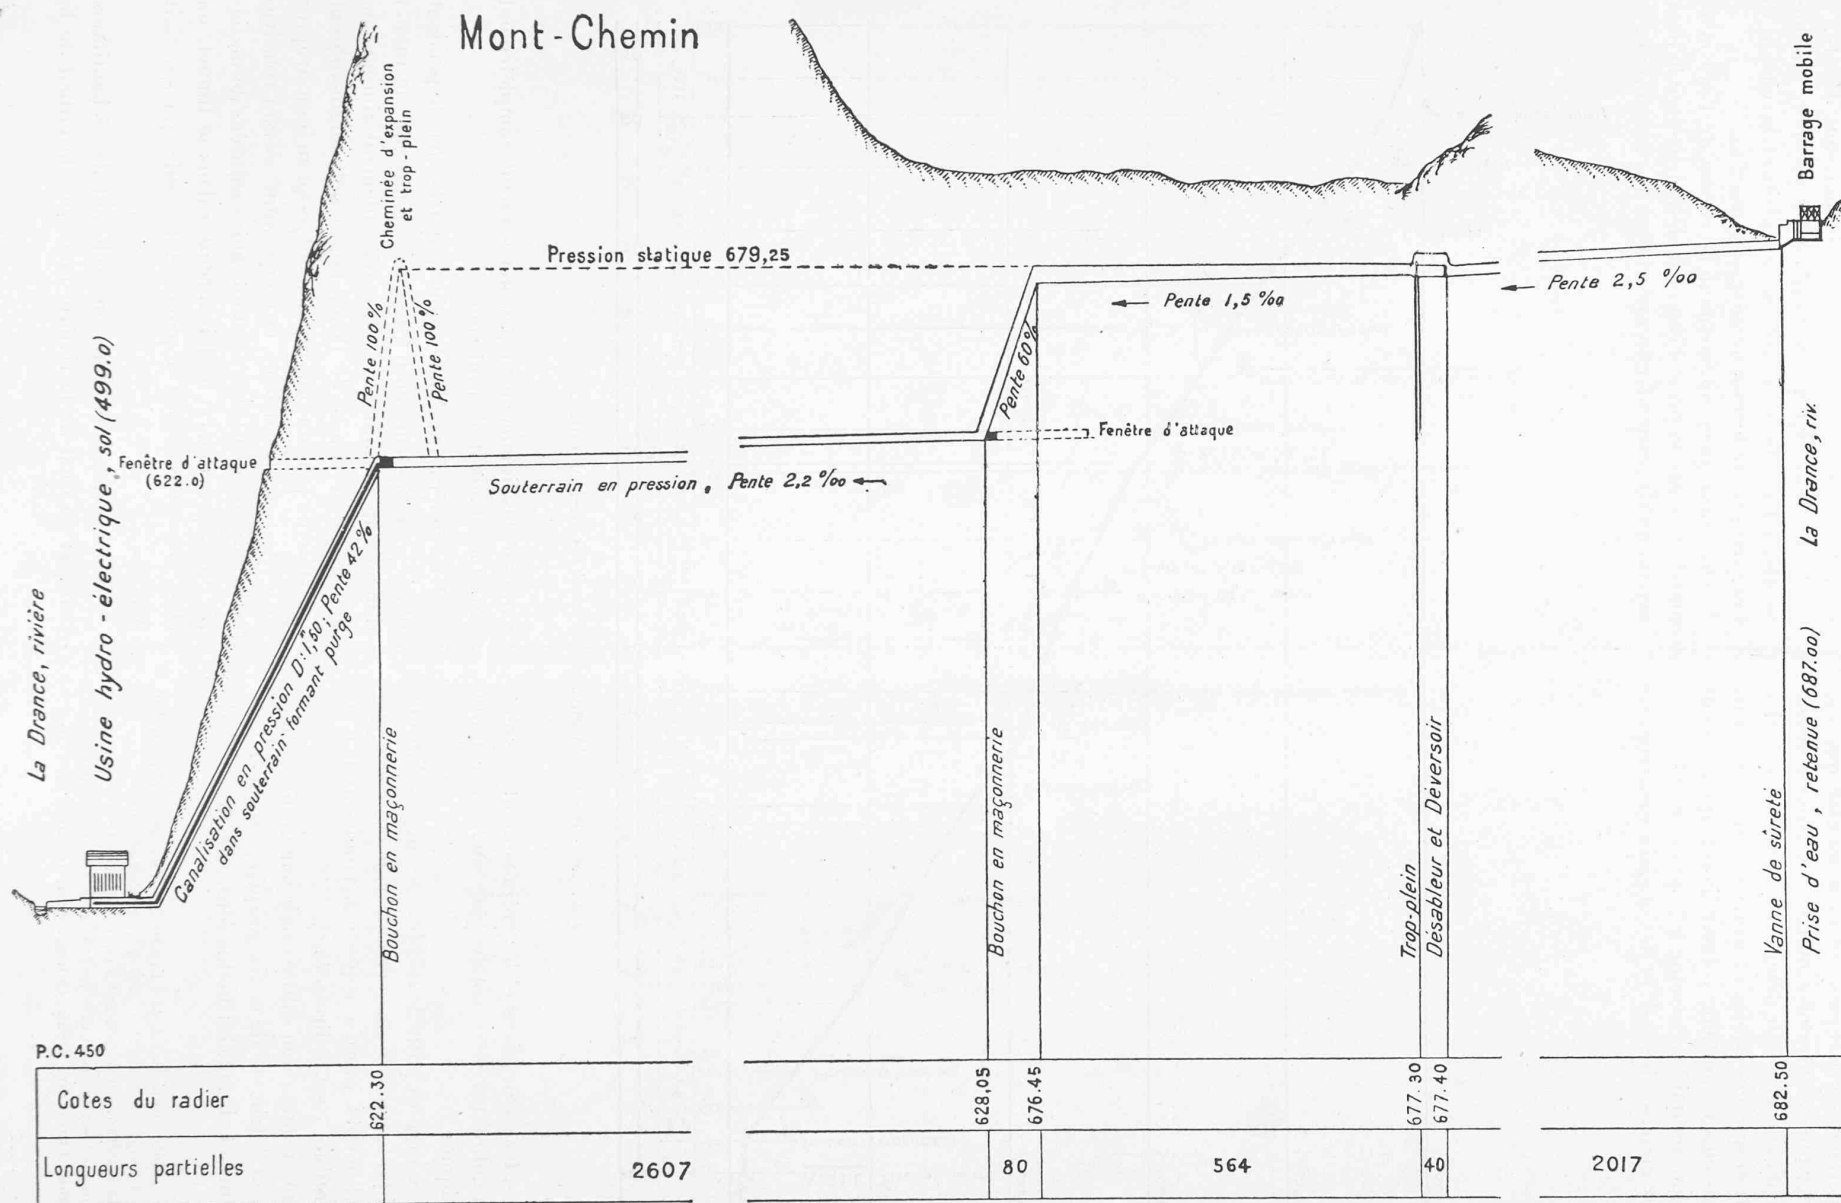 Mont-Chemin
Cheminée d'expansion
et trop-plein
Barrage mobile
Pression statique 679,25
Pente 100%
Pente 100%
Pente 60%
Pente 1,5 ‰
Pente 2,5 ‰
Fenêtre d'attaque
(622.0)
Fenêtre d'attaque
Souterrain en pression, Pente 2,2 ‰
La Drance, rivière
Usine hydro-électrique, sol (499.0)
Canalisation en pression D:1,60; Pente 42%
dans souterrain formant purge
Bouchon en maçonnerie
Bouchon en maçonnerie
Trop-plein
Désableur et Déversoir
Vanne de sûreté
Prise d'eau, retenue (687.00) La Drance, riv.
P.C. 450
Cotes du radier 622.30 628,05 676.45 677.30 677.40 682.50
Longueurs partielles 2607 80 564 40 2017